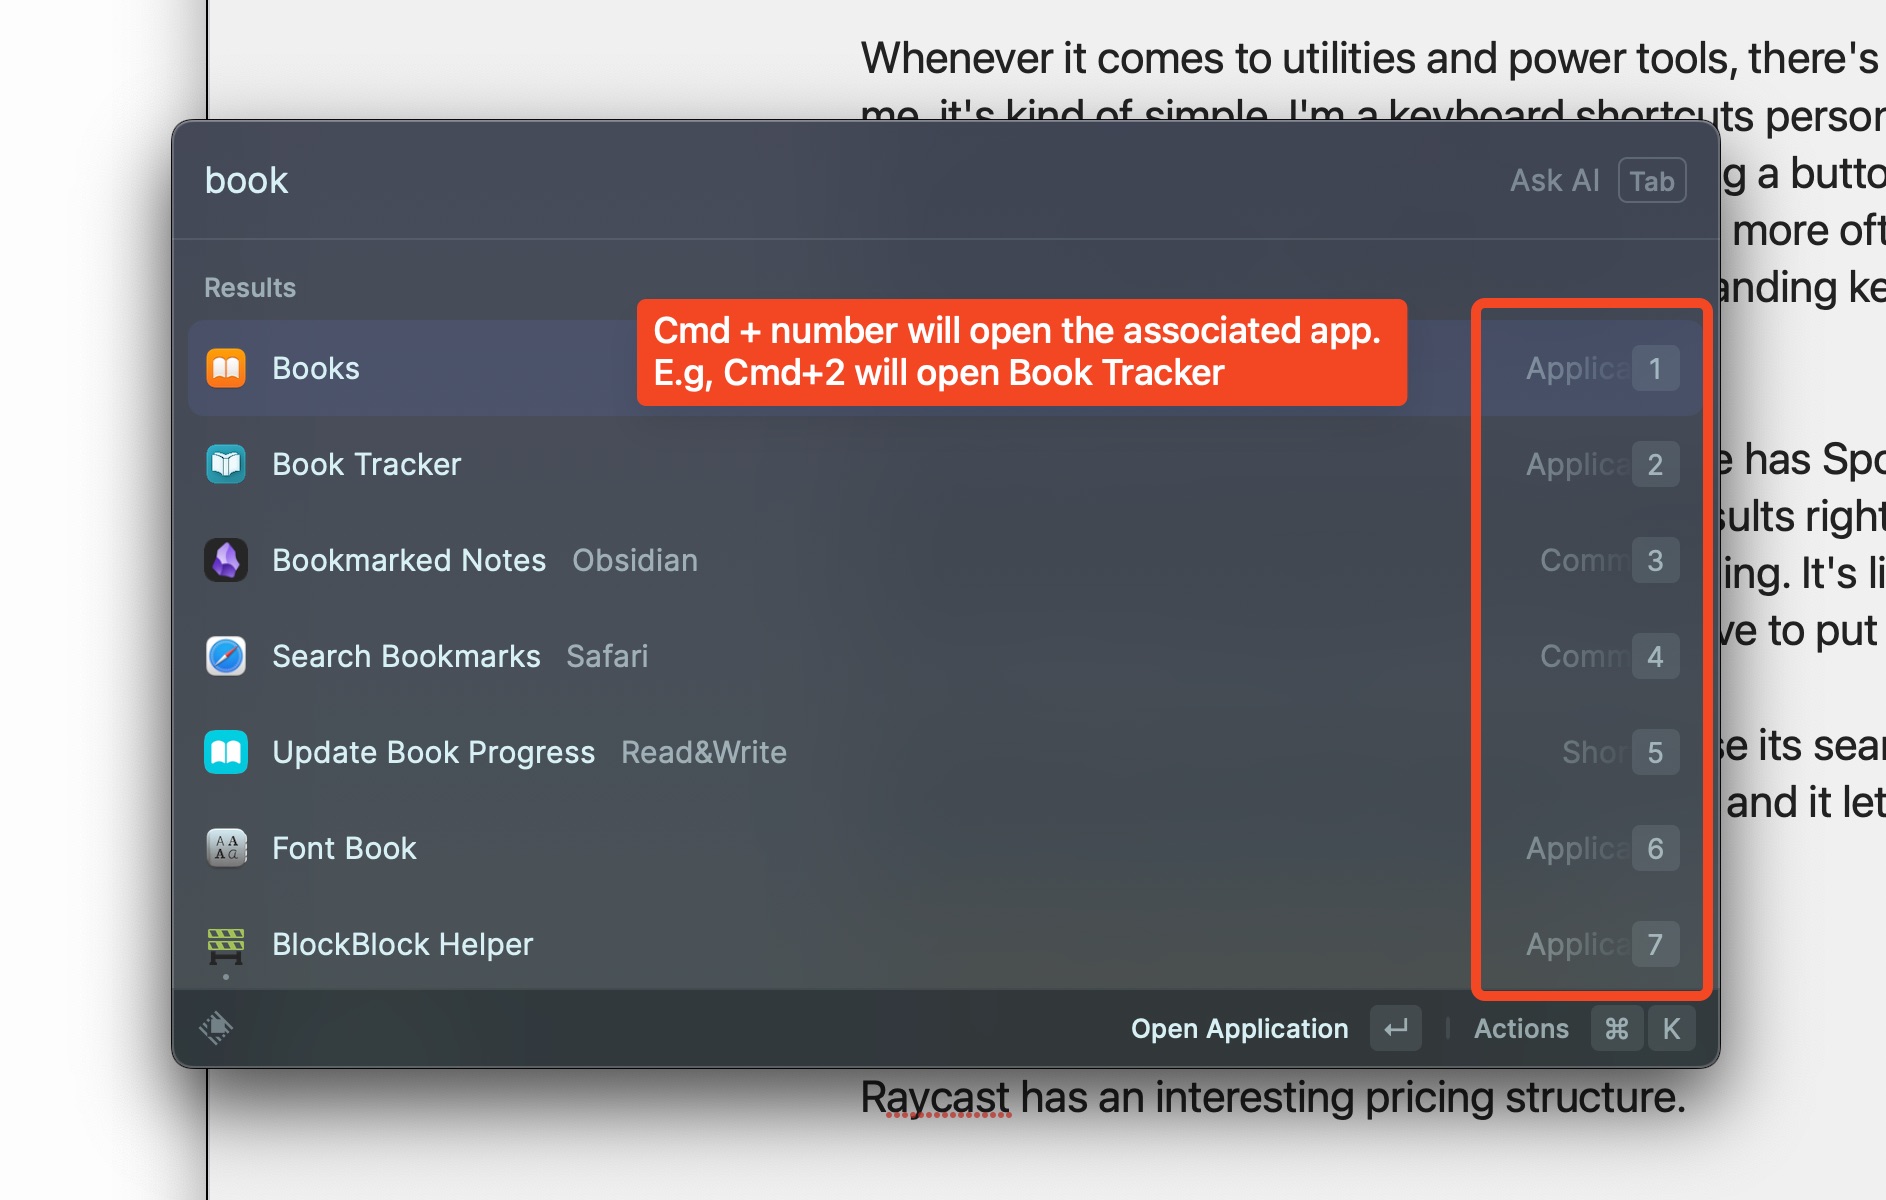 Whenever it comes to utilities and power tools, there's
me, it's kind of simple. I'm a keyboard shortcuts person
book
Ask AI Tab
g a butto
more oft
anding ke
Results
Cmd + number will open the associated app.
E.g, Cmd+2 will open Book Tracker
Books Applica 1
Book Tracker Applica 2
e has Spo
sults right
Bookmarked Notes Obsidian Comm 3
ing. It's li
ve to put
Search Bookmarks Safari Comm 4
Update Book Progress Read&Write Shor 5
se its sear
and it let
Font Book Applica 6
AA
Aa
BlockBlock Helper Applica 7
Open Application ↵ Actions ⌘ K
Raycast has an interesting pricing structure.